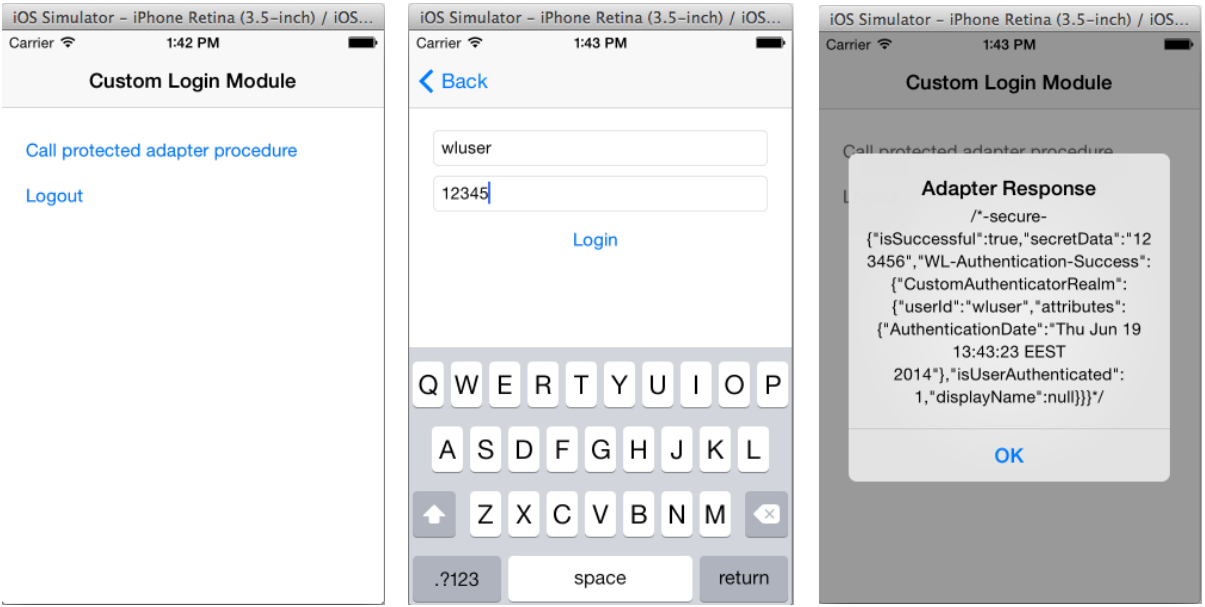 iOS Simulator – iPhone Retina (3.5-inch) / iOS...
Carrier
1:42 PM
Custom Login Module
Call protected adapter procedure
Logout
iOS Simulator – iPhone Retina (3.5-inch) / iOS...
Carrier
1:43 PM
Back
wluser
12345
Login
Q W E R T Y U I O P
A S D F G H J K L
Z X C V B N M
.?123 space return
iOS Simulator – iPhone Retina (3.5-inch) / iOS...
Carrier
1:43 PM
Custom Login Module
Call protected adapter procedure
L
Adapter Response
/*-secure-
{"isSuccessful":true,"secretData":"12
3456","WL-Authentication-Success":
{"CustomAuthenticatorRealm":
{"userId":"wluser","attributes":
{"AuthenticationDate":"Thu Jun 19
13:43:23 EEST
2014"},"isUserAuthenticated":
1,"displayName":null}}}*/
OK